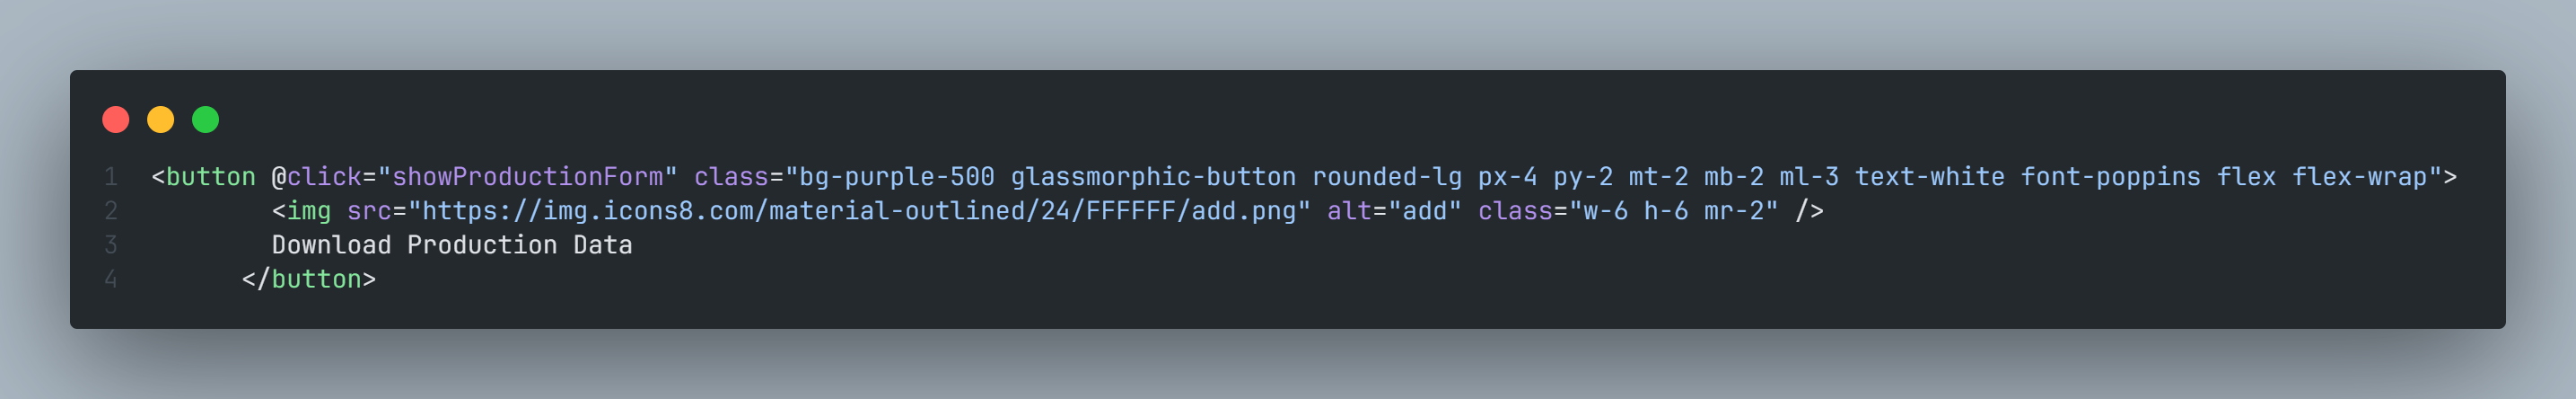 1 <button @click="showProductionForm" class="bg-purple-500 glassmorphic-button rounded-lg px-4 py-2 mt-2 mb-2 ml-3 text-white font-poppins flex flex-wrap">
2 <img src="https://img.icons8.com/material-outlined/24/FFFFFF/add.png" alt="add" class="w-6 h-6 mr-2" />
3 Download Production Data
4 </button>